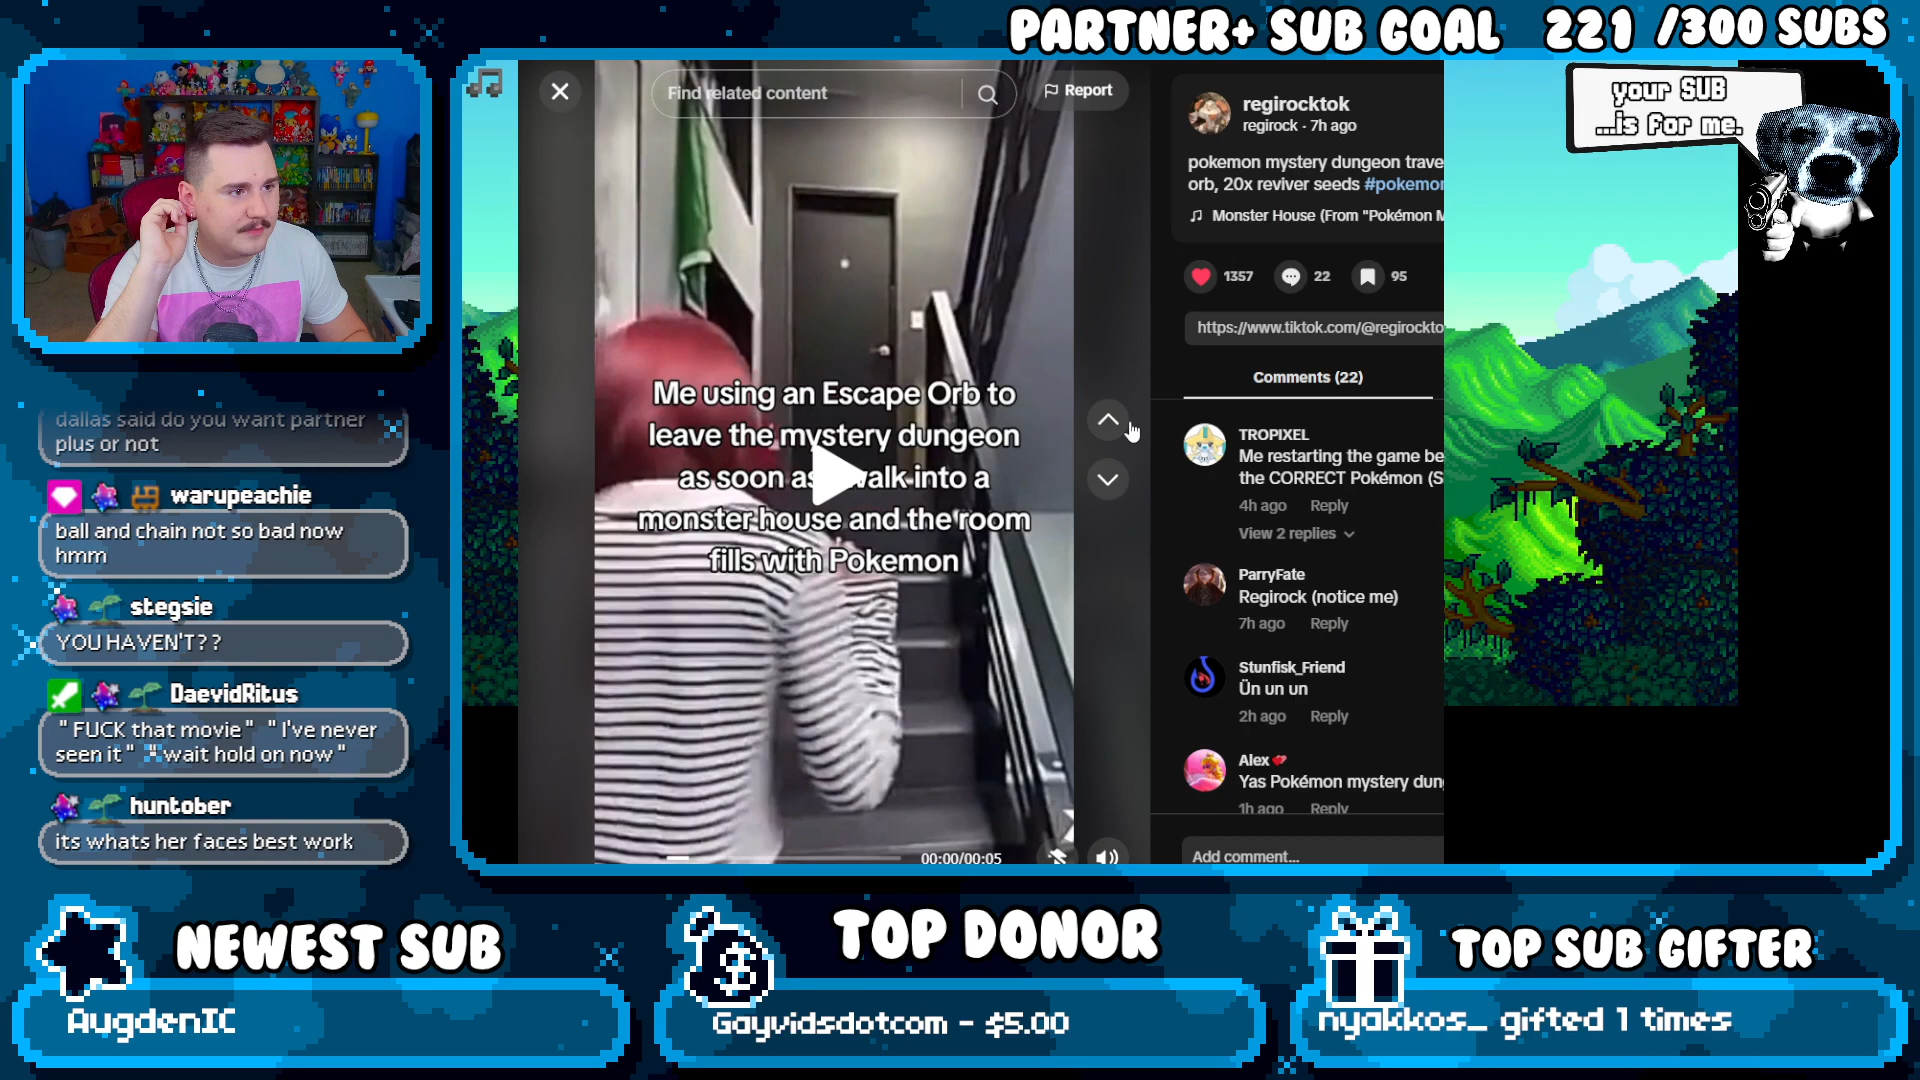 PARTNER+ SUB GOAL 221 /300 SUBS
your SUB
...is for me.
Find related content
Report
regirocktok
regirock · 7h ago
pokemon mystery dungeon trave
orb, 20x reviver seeds #pokemon
Monster House (From "Pokémon M
1357
22
95
https://www.tiktok.com/@regirockto
Comments (22)
Me using an Escape Orb to
leave the mystery dungeon
as soon as walk into a
monster house and the room
fills with Pokemon
TROPIXEL
Me restarting the game be
the CORRECT Pokémon (S
4h ago Reply
View 2 replies
ParryFate
Regirock (notice me)
7h ago Reply
Stunfisk_Friend
Ün un un
2h ago Reply
Alex
Yas Pokémon mystery dun
1h ago Reply
Add comment...
00:00/00:05
dallas said do you want partner
plus or not
warupeachie
ball and chain not so bad now
hmm
stegsie
YOU HAVEN'T??
DaevidRitus
"FUCK that movie" "I've never
seen it" "wait hold on now"
huntober
its whats her faces best work
NEWEST SUB
AugdenIC
TOP DONOR
Gayvidsdotcom - $5.00
TOP SUB GIFTER
nyakkos_ gifted 1 times